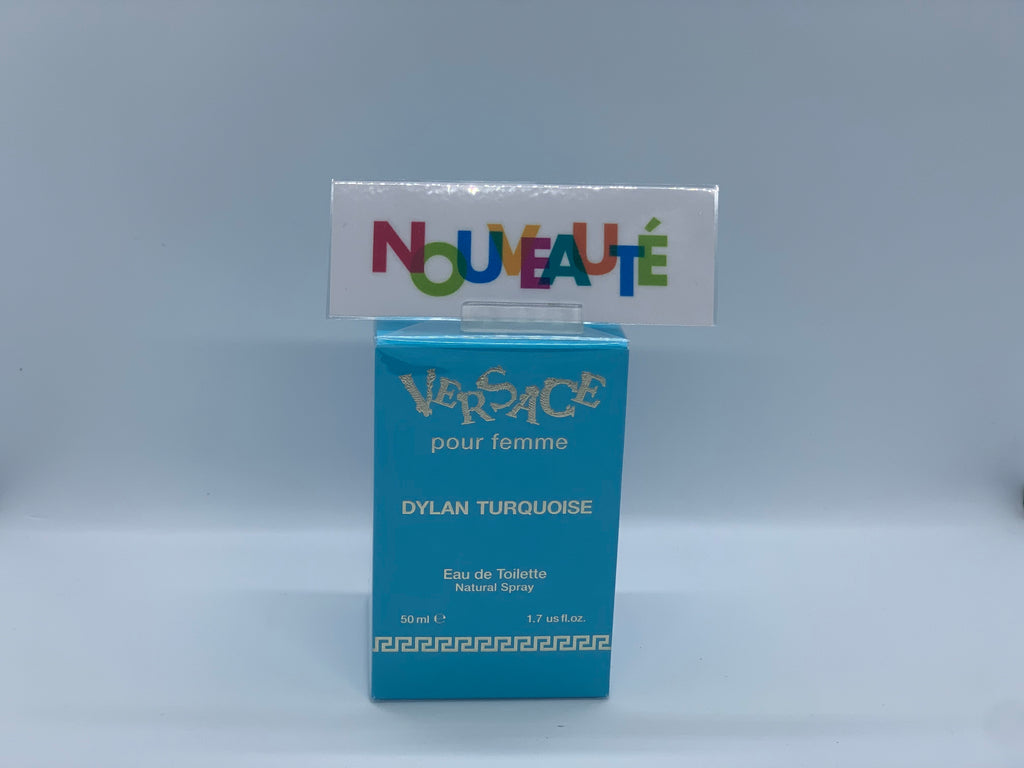 NOUVEAUTÉ
VERSACE
pour femme
DYLAN TURQUOISE
Eau de Toilette
Natural Spray
50 ml ℮ 1.7 us fl.oz.